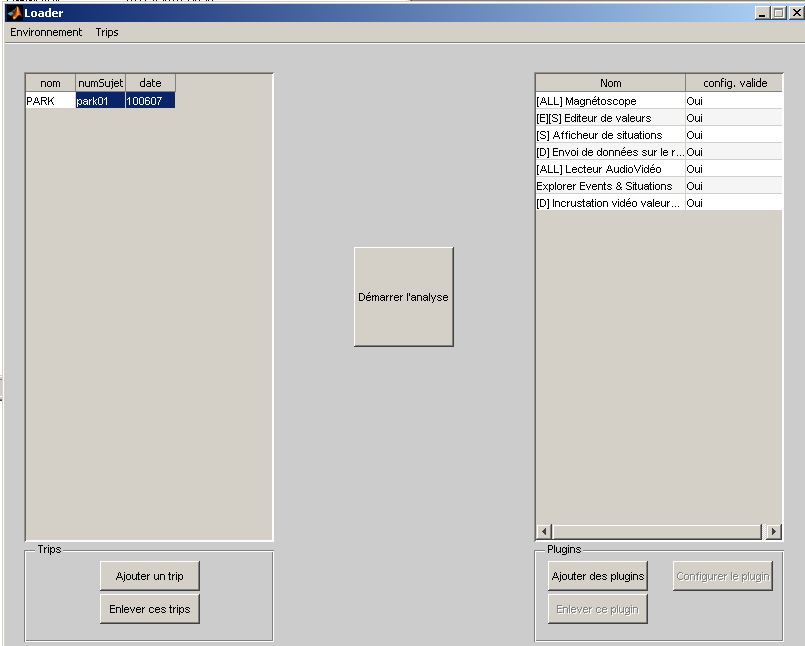 Loader
Environnement Trips
nom numSujet date
PARK park01 100607
Nom config. valide
[ALL] Magnétoscope Oui
[E][S] Editeur de valeurs Oui
[S] Afficheur de situations Oui
[D] Envoi de données sur le r... Oui
[ALL] Lecteur AudioVidéo Oui
Explorer Events & Situations Oui
[D] Incrustation vidéo valeur... Oui
Démarrer l'analyse
Trips
Ajouter un trip
Enlever ces trips
Plugins
Ajouter des plugins Configurer le plugin
Enlever ce plugin